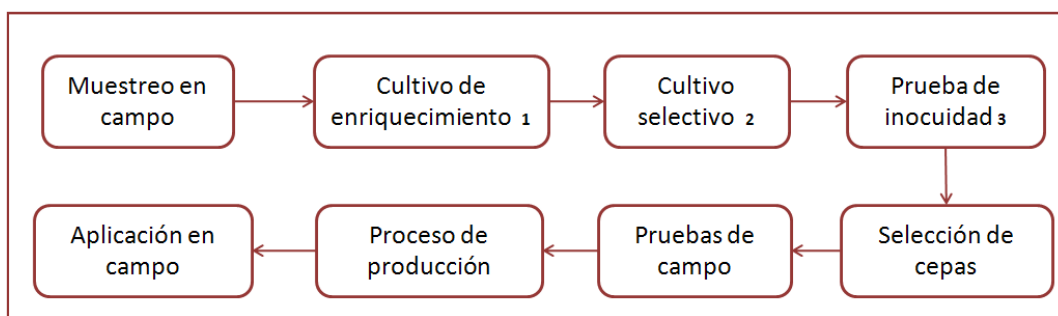 Muestreo en
campo
Cultivo de
enriquecimiento 1
Cultivo
selectivo 2
Prueba de
inocuidad 3
Selección de
cepas
Pruebas de
campo
Proceso de
producción
Aplicación en
campo